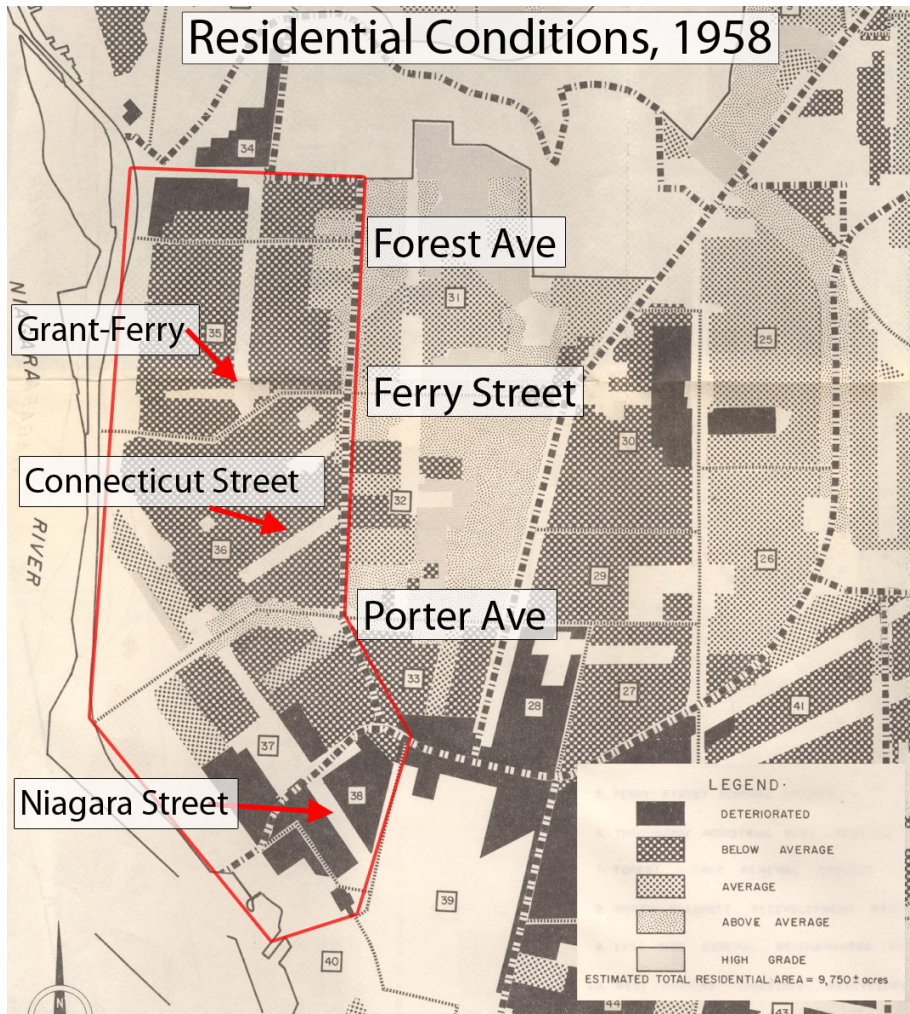 Residential Conditions, 1958
34
Forest Ave
31
NIAGARA
Grant-Ferry
35
25
Ferry Street
30
Connecticut Street
32
RIVER
36
26
29
Porter Ave
33
27
28
41
37
Niagara Street
38
LEGEND·
DETERIORATED
BELOW AVERAGE
AVERAGE
ABOVE AVERAGE
HIGH GRADE
ESTIMATED TOTAL RESIDENTIAL AREA = 9,750± acres
39
40
N
44
43